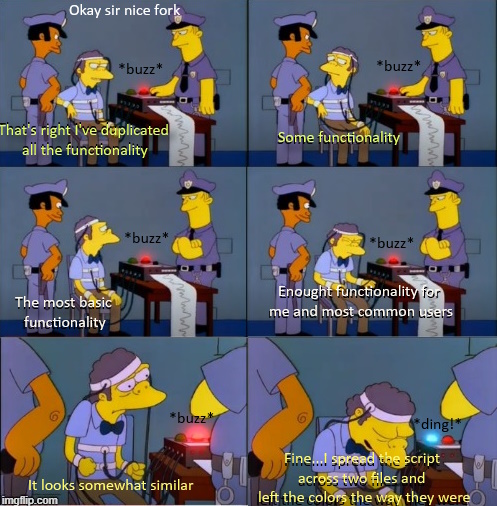 Okay sir nice fork
*buzz*
That's right I've duplicated
all the functionality
*buzz*
Some functionality
*buzz*
The most basic
functionality
*buzz*
Enought functionality for
me and most common users
*buzz*
It looks somewhat similar
*ding!*
Fine...I spread the script
across two files and
left the colors the way they were
imgflip.com